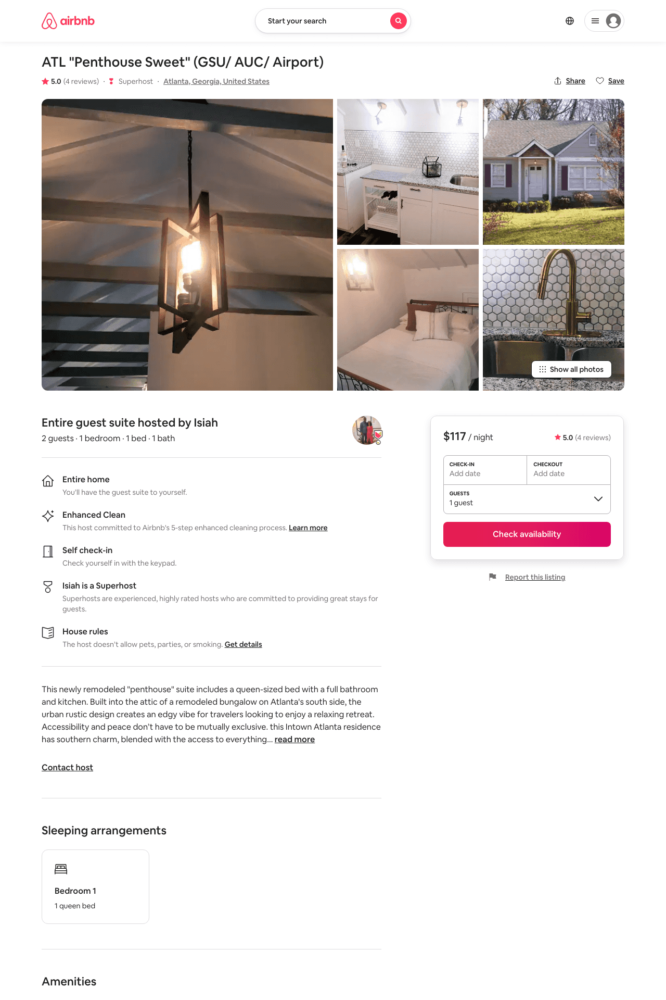 airbnb
Start your search
ATL "Penthouse Sweet" (GSU/ AUC/ Airport)
5.0 (4 reviews) · Superhost · Atlanta, Georgia, United States
Share
Save
Show all photos
Entire guest suite hosted by Isiah
2 guests · 1 bedroom · 1 bed · 1 bath
Entire home
You’ll have the guest suite to yourself.
Enhanced Clean
This host committed to Airbnb's 5-step enhanced cleaning process. Learn more
Self check-in
Check yourself in with the keypad.
Isiah is a Superhost
Superhosts are experienced, highly rated hosts who are committed to providing great stays for
guests.
House rules
The host doesn’t allow pets, parties, or smoking. Get details
$117 / night
5.0 (4 reviews)
CHECK-IN
Add date
CHECKOUT
Add date
GUESTS
1 guest
Check availability
Report this listing
This newly remodeled "penthouse" suite includes a queen-sized bed with a full bathroom
and kitchen. Built into the attic of a remodeled bungalow on Atlanta's south side, the
urban rustic design creates an edgy vibe for travelers looking to enjoy a relaxing retreat.
Accessibility and peace don’t have to be mutually exclusive. this Intown Atlanta residence
has southern charm, blended with the access to everything... read more
Contact host
Sleeping arrangements
Bedroom 1
1 queen bed
Amenities